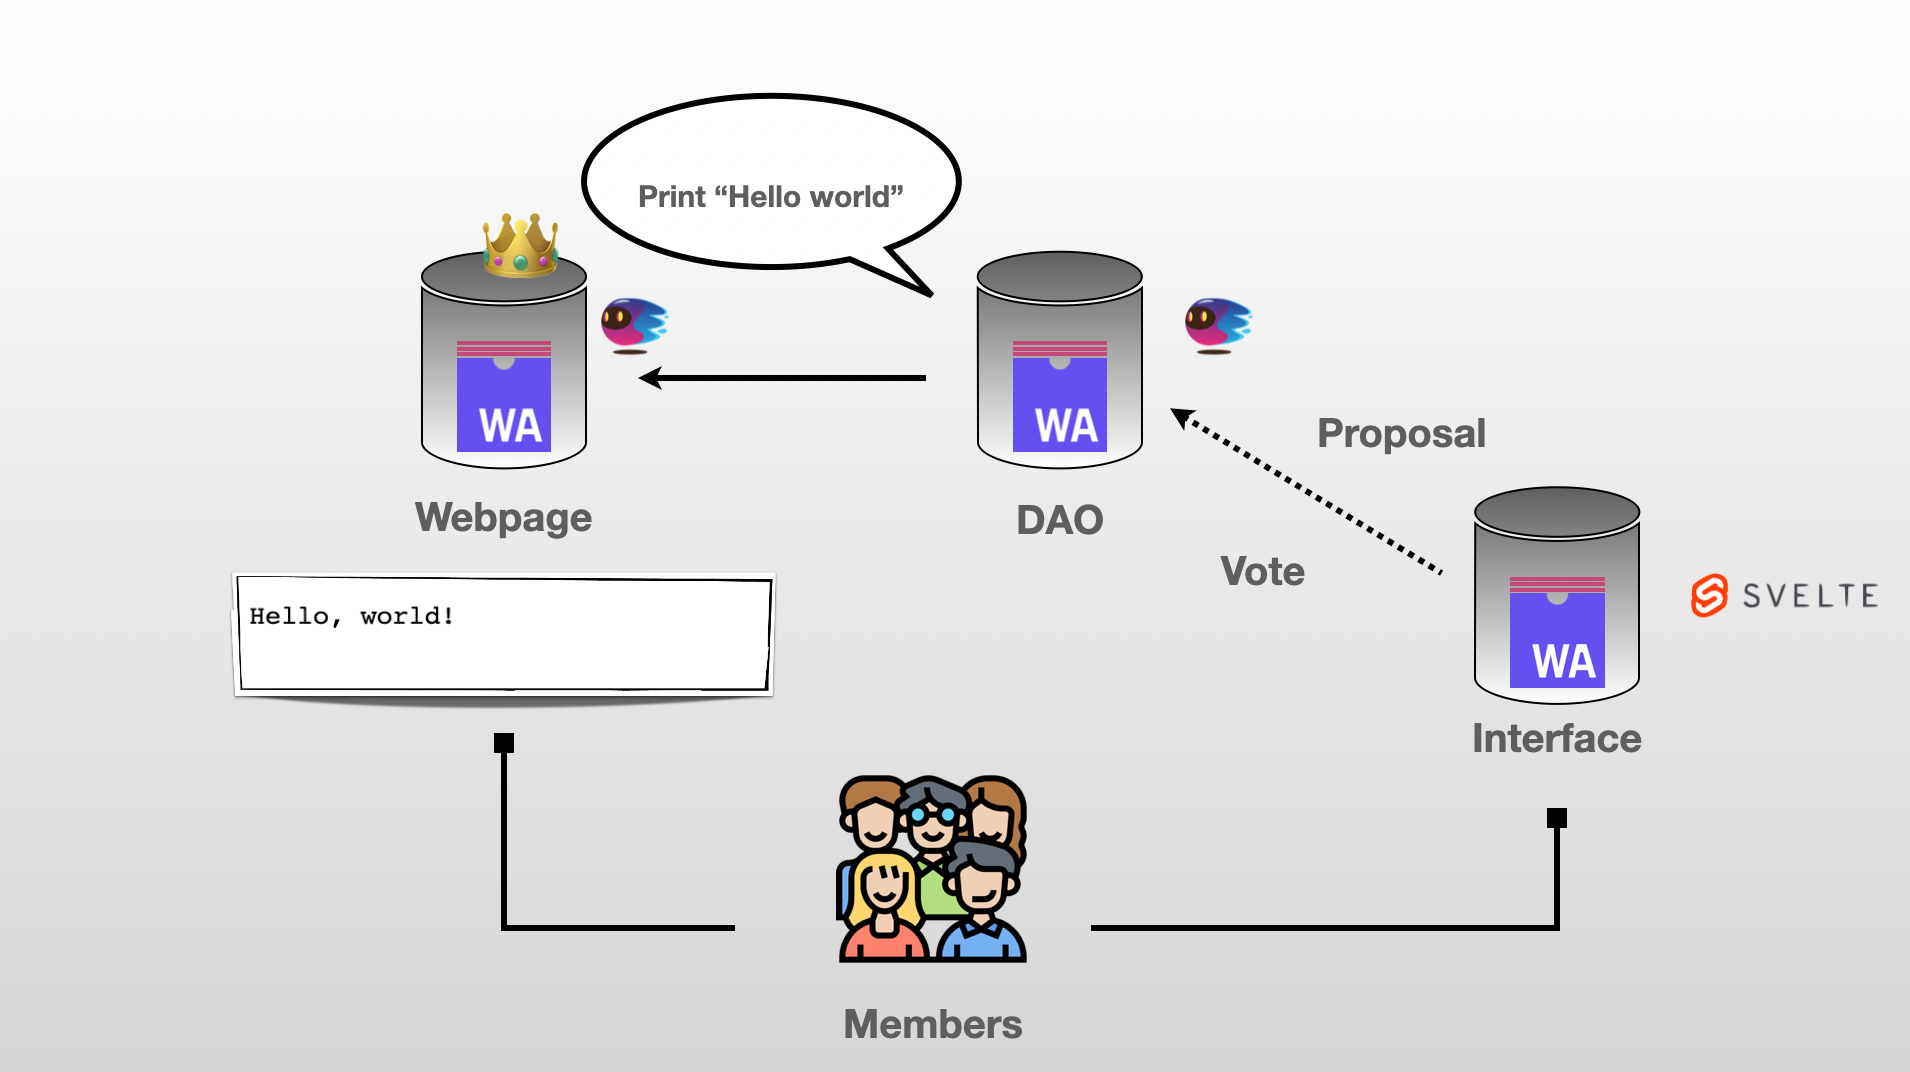 Print “Hello world”
WA
WA
Proposal
Webpage
DAO
Vote
SVELTE
Hello, world!
WA
Interface
Members